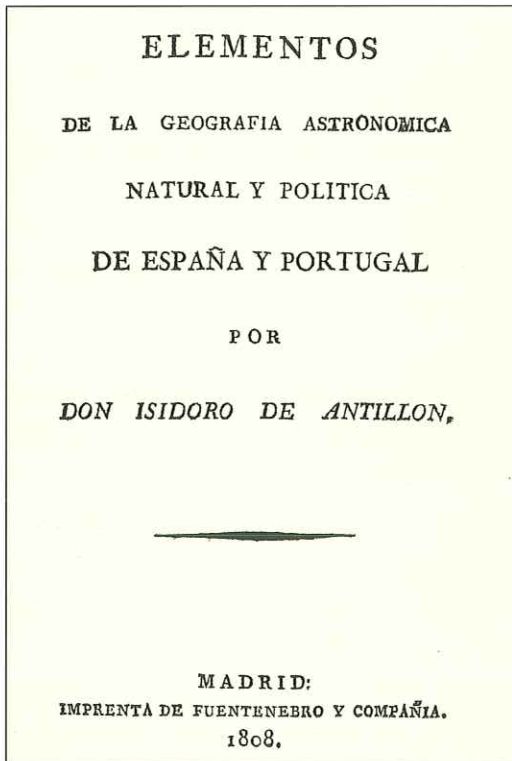 ELEMENTOS
DE LA GEOGRAFIA ASTRONOMICA
NATURAL Y POLITICA
DE ESPAÑA Y PORTUGAL
POR
DON ISIDORO DE ANTILLON,
MADRID:
IMPRENTA DE FUENTENEBRO Y COMPAÑIA.
1808.